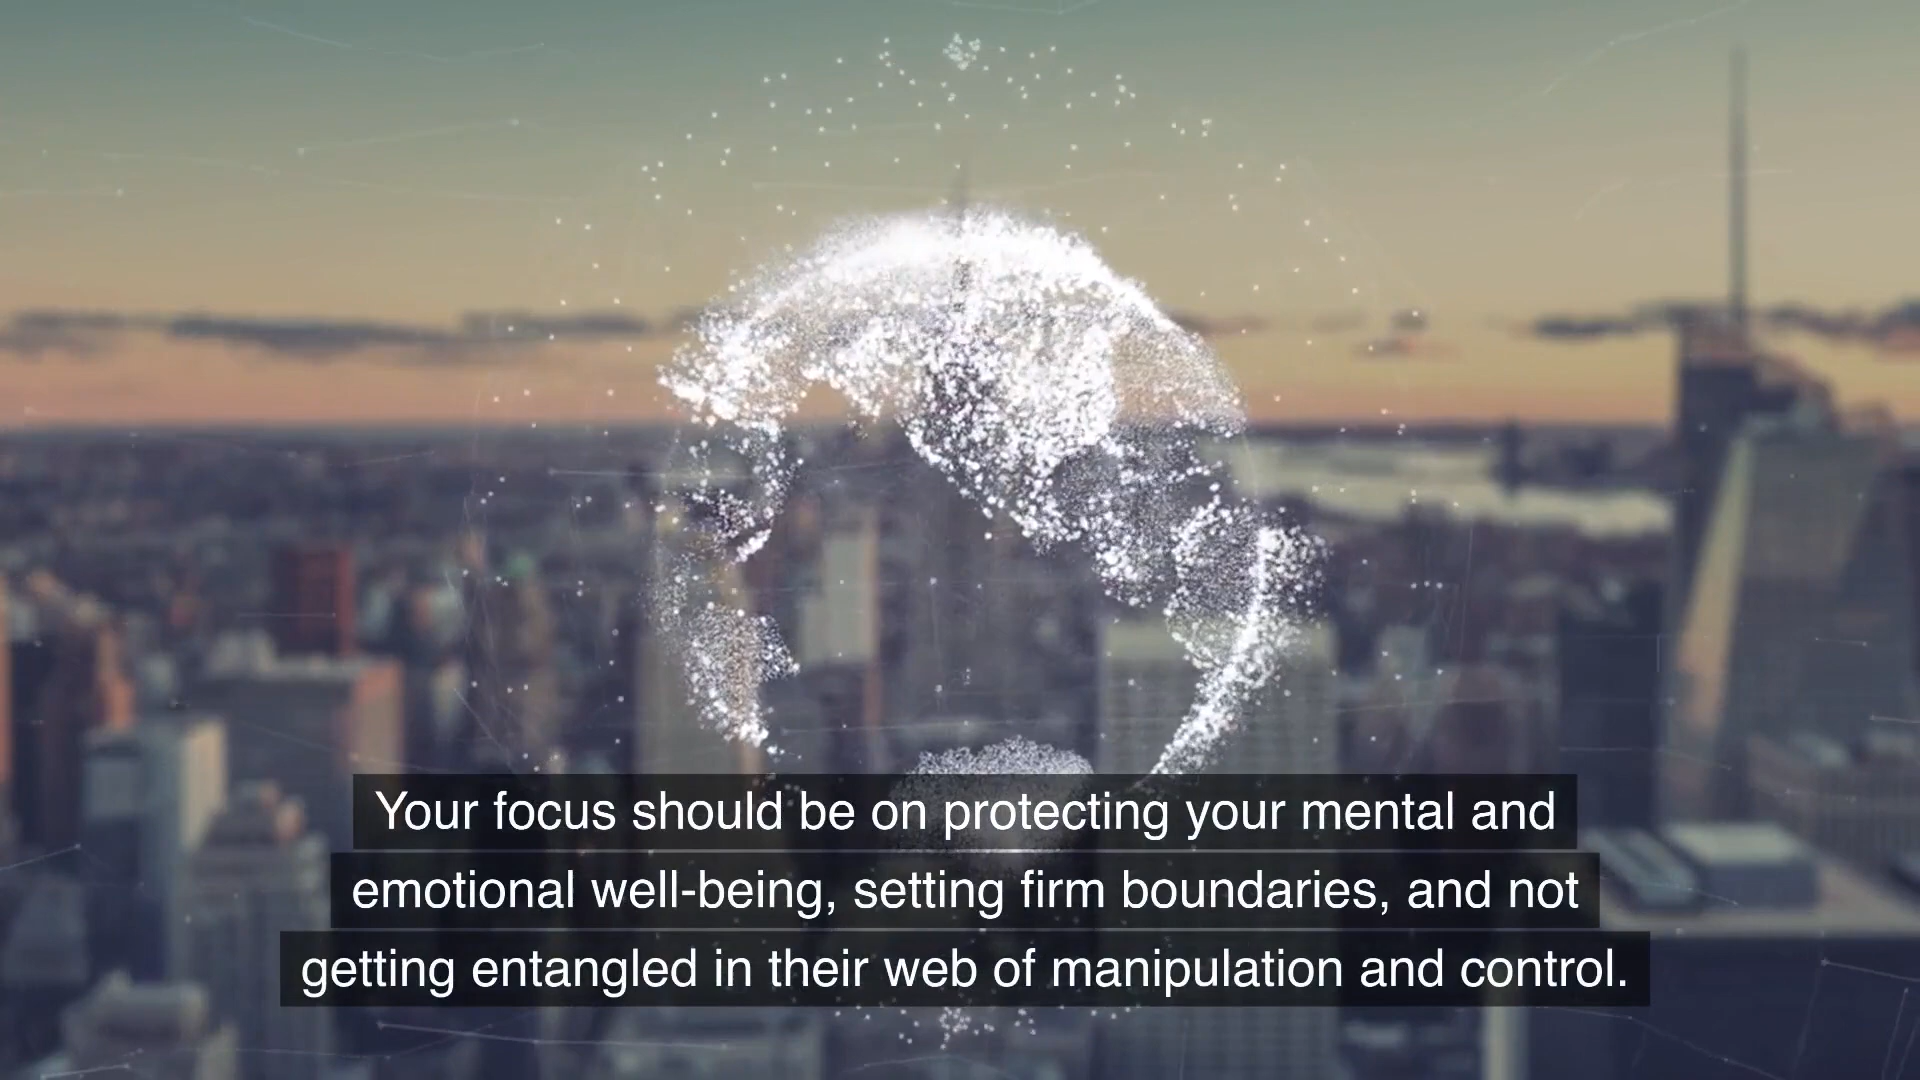 Your focus should be on protecting your mental and
emotional well-being, setting firm boundaries, and not
getting entangled in their web of manipulation and control.